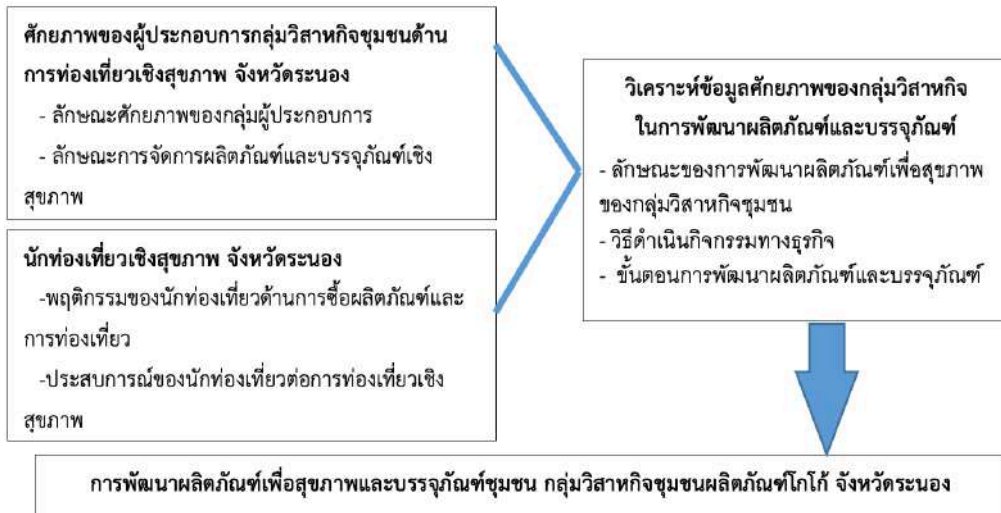 ศักยภาพของผู้ประกอบการกลุ่มวิสาหกิจชุมชนด้าน
การท่องเที่ยวเชิงสุขภาพ จังหวัดระนอง
- ลักษณะศักยภาพของกลุ่มผู้ประกอบการ
- ลักษณะการจัดการผลิตภัณฑ์และบรรจุภัณฑ์เชิง
สุขภาพ
นักท่องเที่ยวเชิงสุขภาพ จังหวัดระนอง
-พฤติกรรมของนักท่องเที่ยวด้านการซื้อผลิตภัณฑ์และ
การท่องเที่ยว
-ประสบการณ์ของนักท่องเที่ยวต่อการท่องเที่ยวเชิง
สุขภาพ
วิเคราะห์ข้อมูลศักยภาพของกลุ่มวิสาหกิจ
ในการพัฒนาผลิตภัณฑ์และบรรจุภัณฑ์
- ลักษณะของการพัฒนาผลิตภัณฑ์เพื่อสุขภาพ
ของกลุ่มวิสาหกิจชุมชน
- วิธีดำเนินกิจกรรมทางธุรกิจ
- ขั้นตอนการพัฒนาผลิตภัณฑ์และบรรจุภัณฑ์
การพัฒนาผลิตภัณฑ์เพื่อสุขภาพและบรรจุภัณฑ์ชุมชน กลุ่มวิสาหกิจชุมชนผลิตภัณฑ์โกโก้ จังหวัดระนอง